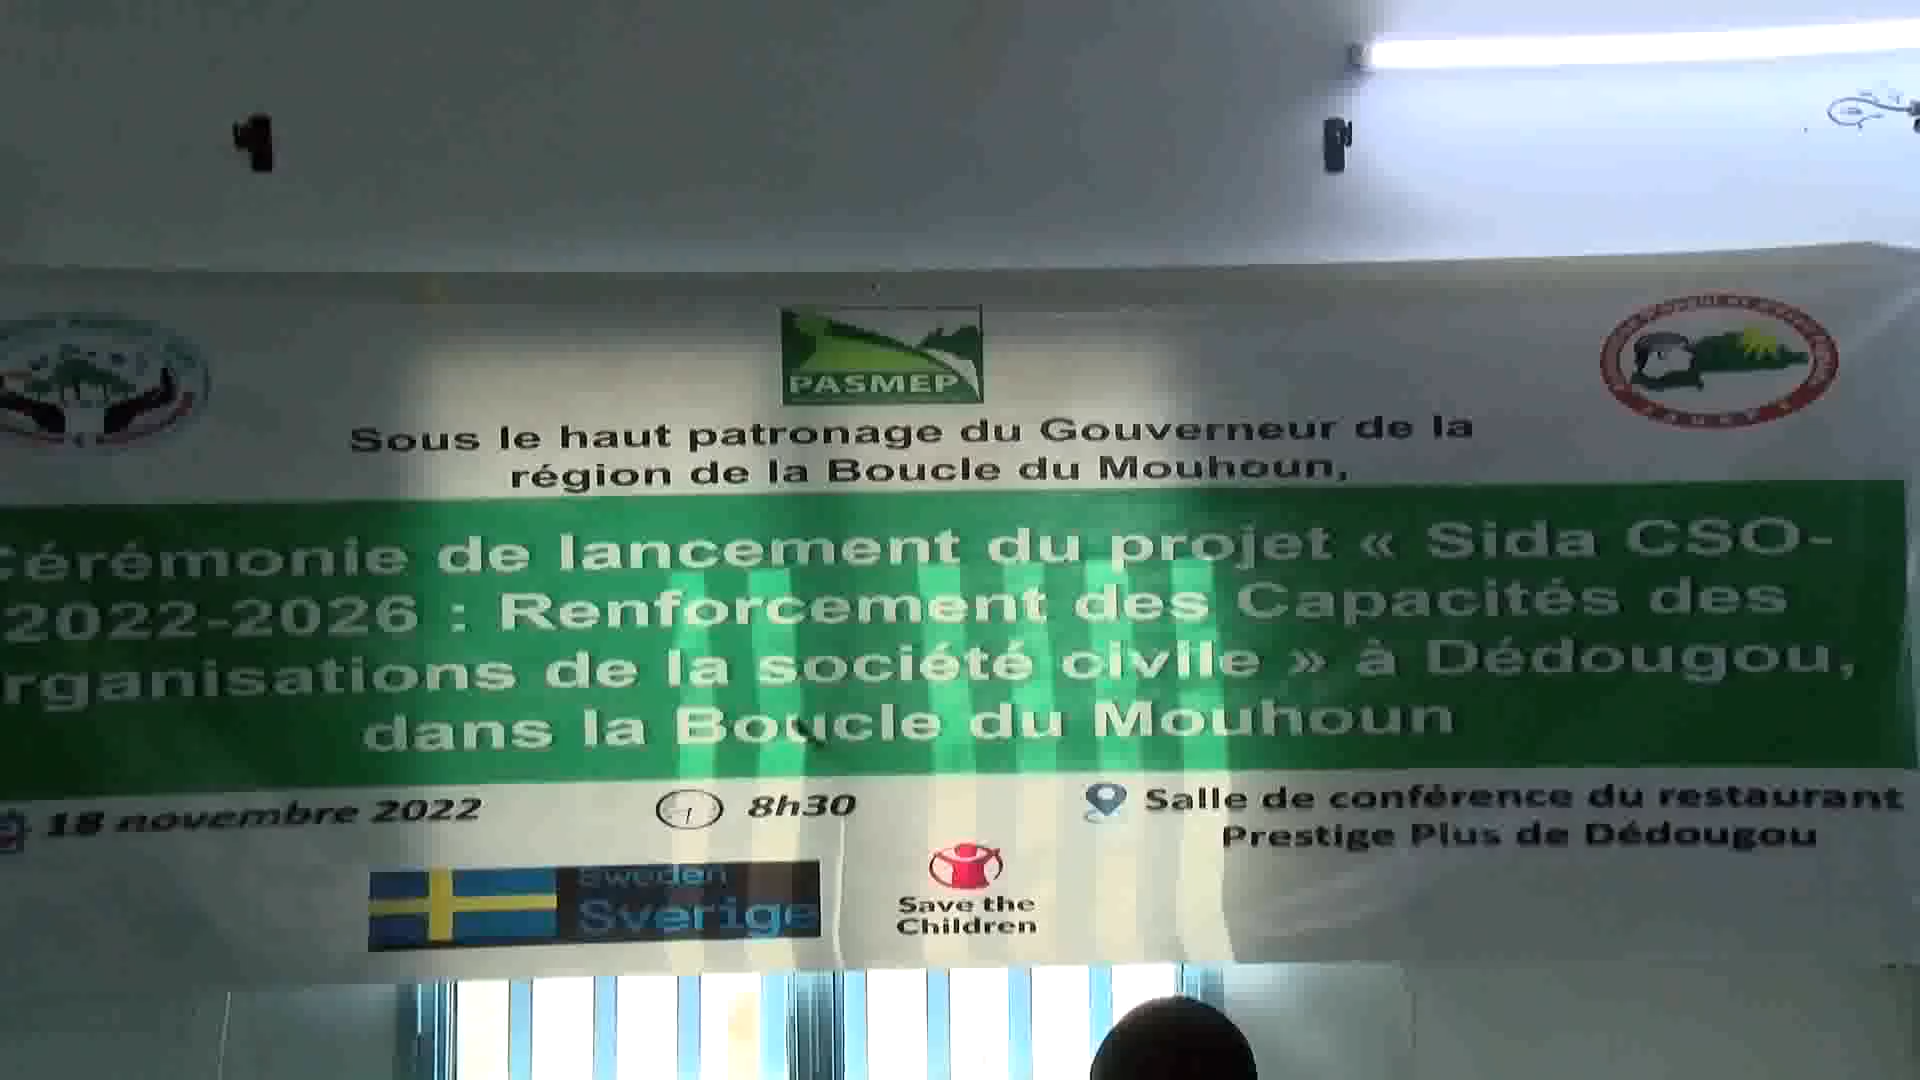 PASMEP
Sous le haut patronage du Gouverneur de la
région de la Boucle du Mouhoun,
Cérémonie de lancement du projet « Sida CSO-
2022-2026 : Renforcement des Capacités des
rganisations de la société civile » à Dédougou,
dans la Boucle du Mouhoun
18 novembre 2022
8h30
Salle de conférence du restaurant
Prestige Plus de Dédougou
Sweden
Sverige
Save the
Children